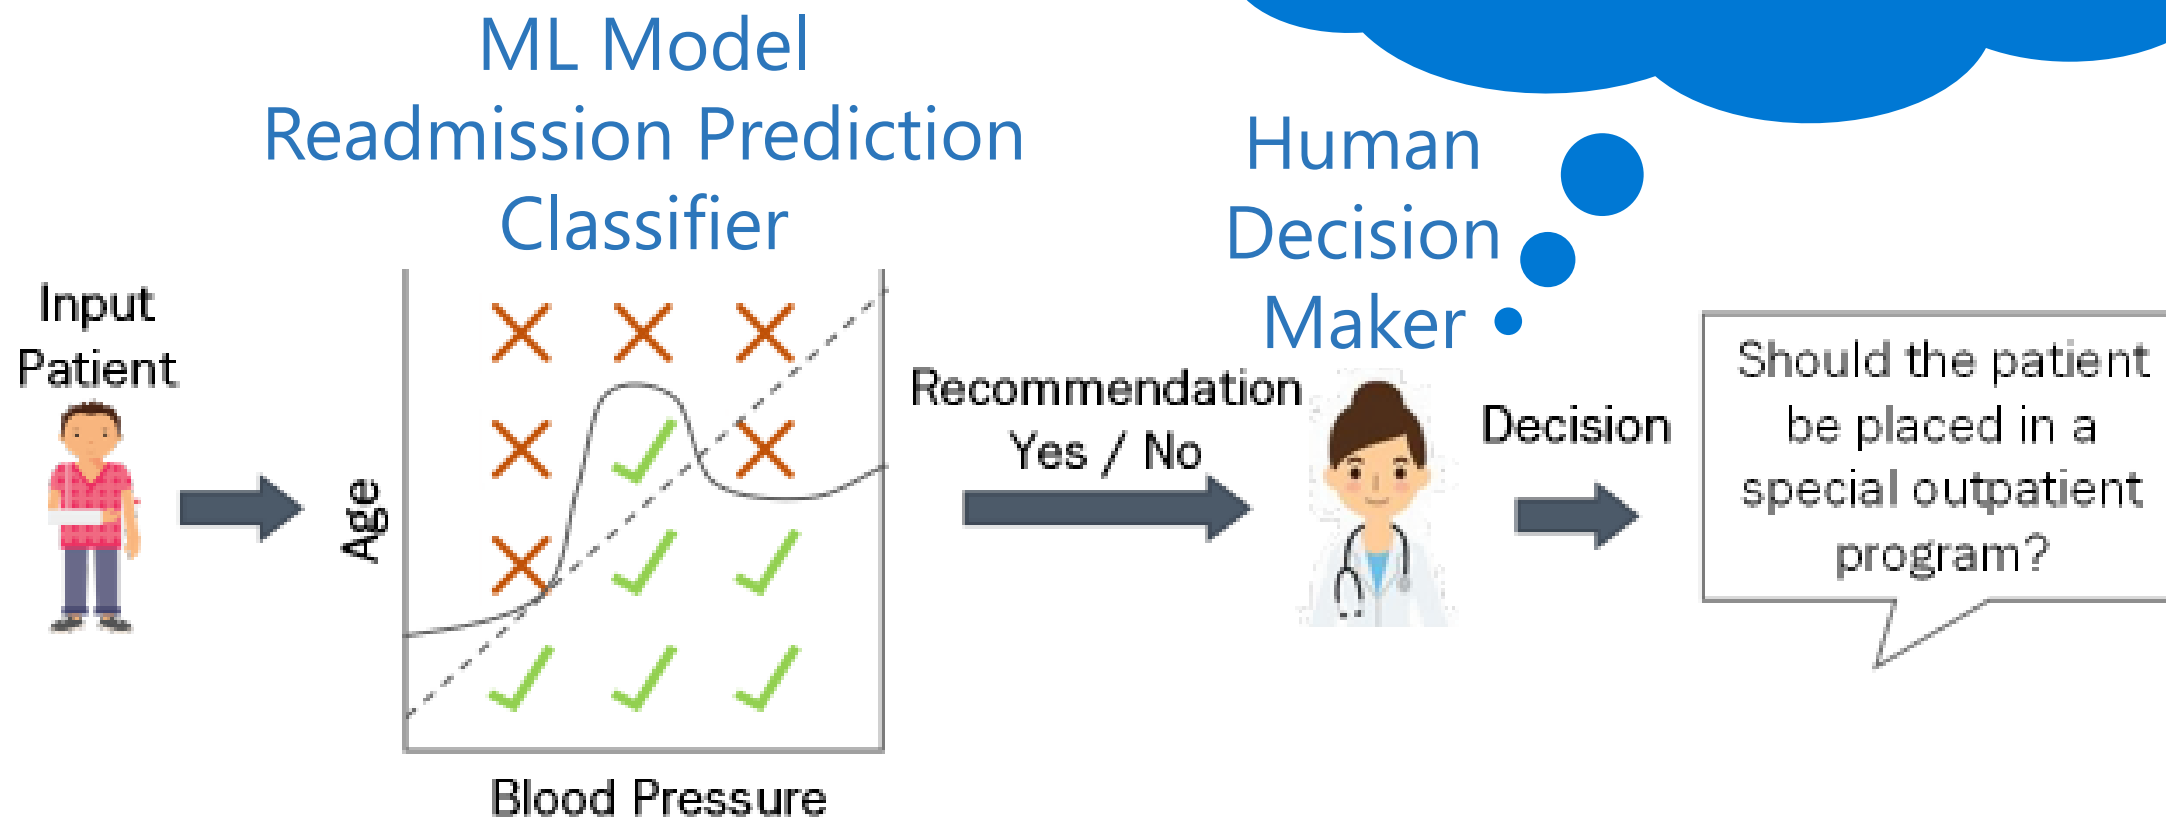 ML Model
Readmission Prediction
Classifier
Human
Decision
Maker
Input
Patient
Age
Blood Pressure
Recommendation
Yes / No
Decision
Should the patient
be placed in a
special outpatient
program?